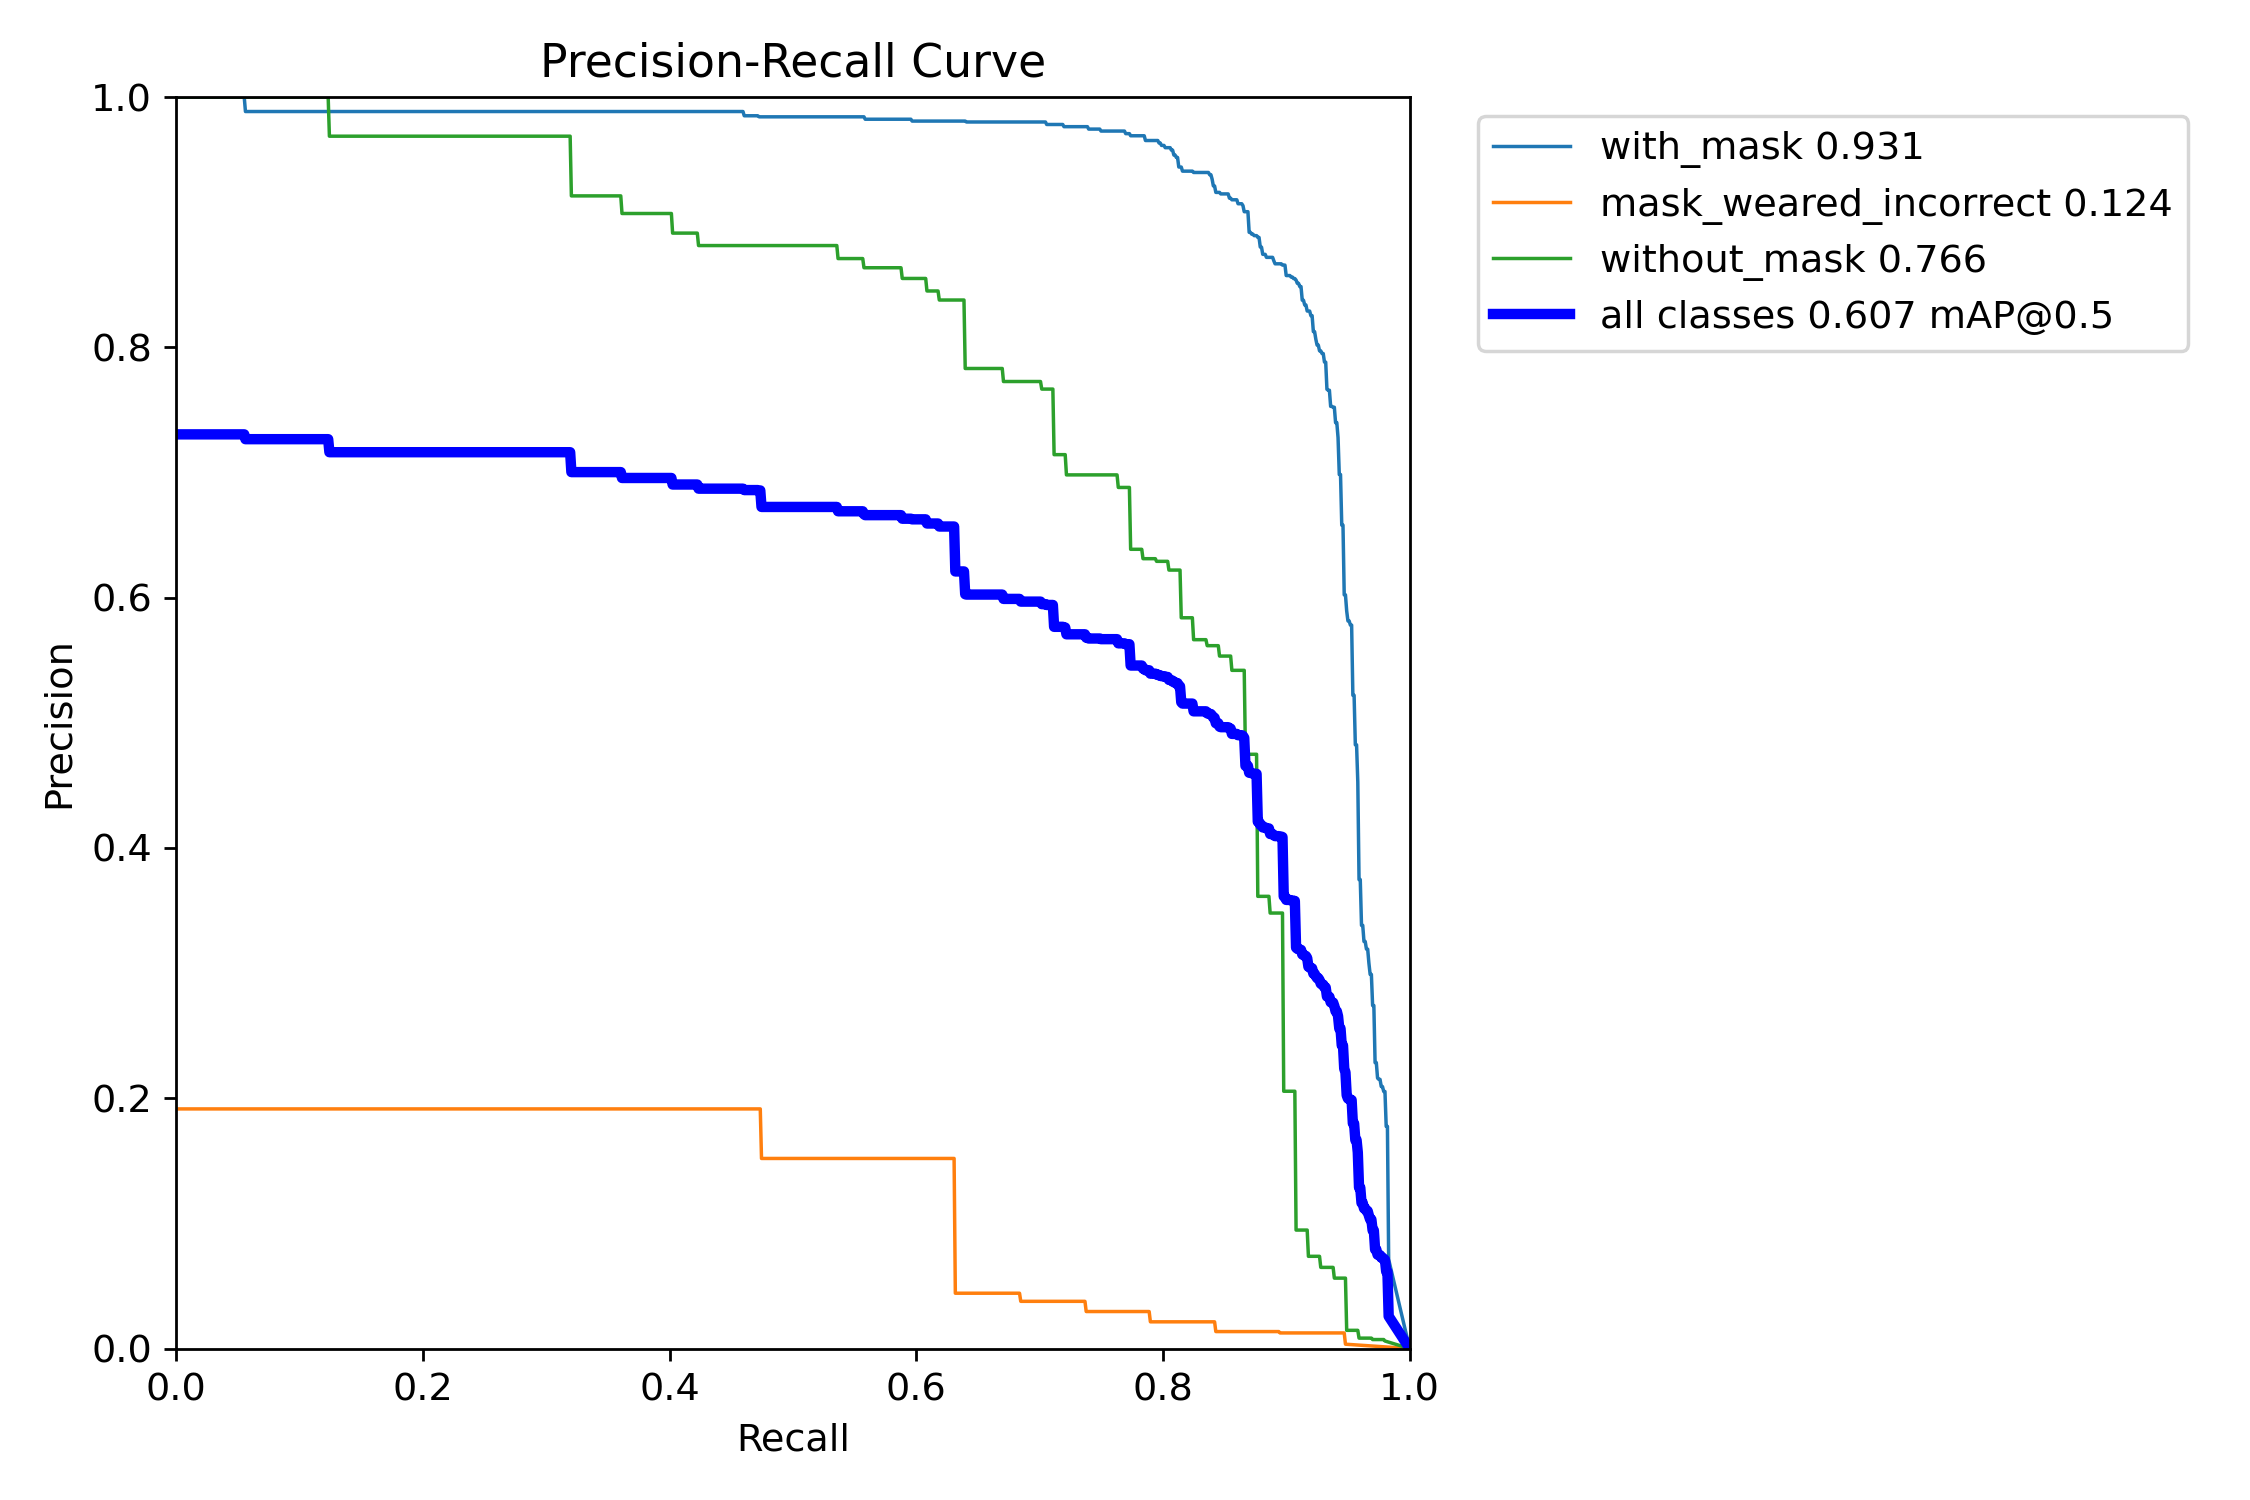 Precision-Recall Curve
1.0
0.8
0.6
0.4
0.2
0.0
Precision
0.0 0.2 0.4 0.6 0.8 1.0
Recall
with_mask 0.931
mask_weared_incorrect 0.124
without_mask 0.766
all classes 0.607 mAP@0.5